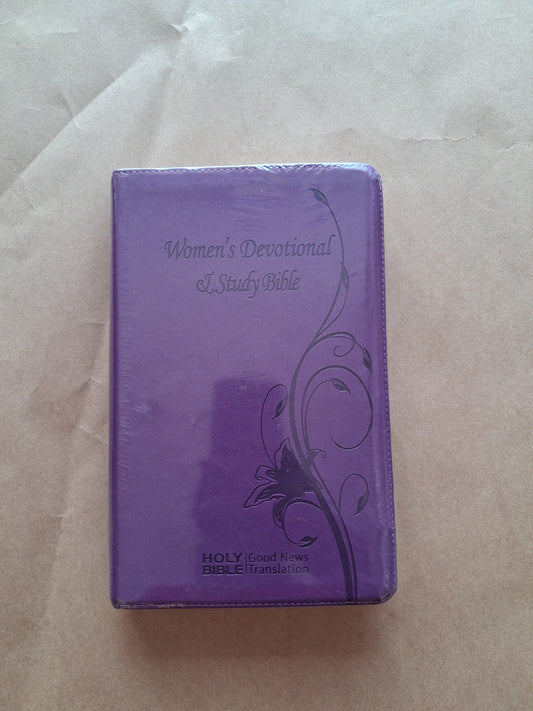 Women's Devotional
& Study Bible
HOLY BIBLE | Good News
Translation